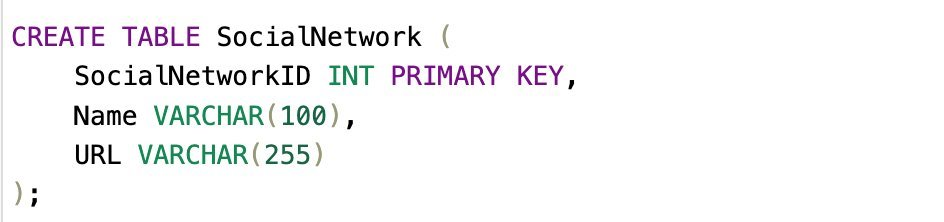 CREATE TABLE SocialNetwork (
    SocialNetworkID INT PRIMARY KEY,
    Name VARCHAR(100),
    URL VARCHAR(255)
);